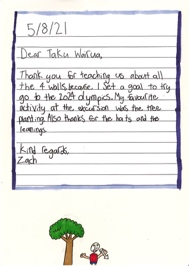 5/8/21
Dear Taku Wairua,
Thank you for teaching us about all
the 4 walls, because. I set a goal to try
go to the 2024 olympics. My favourite
activity at the excursion was the tree
planting. Also thanks for the hats and the
Kind regards,
Zach